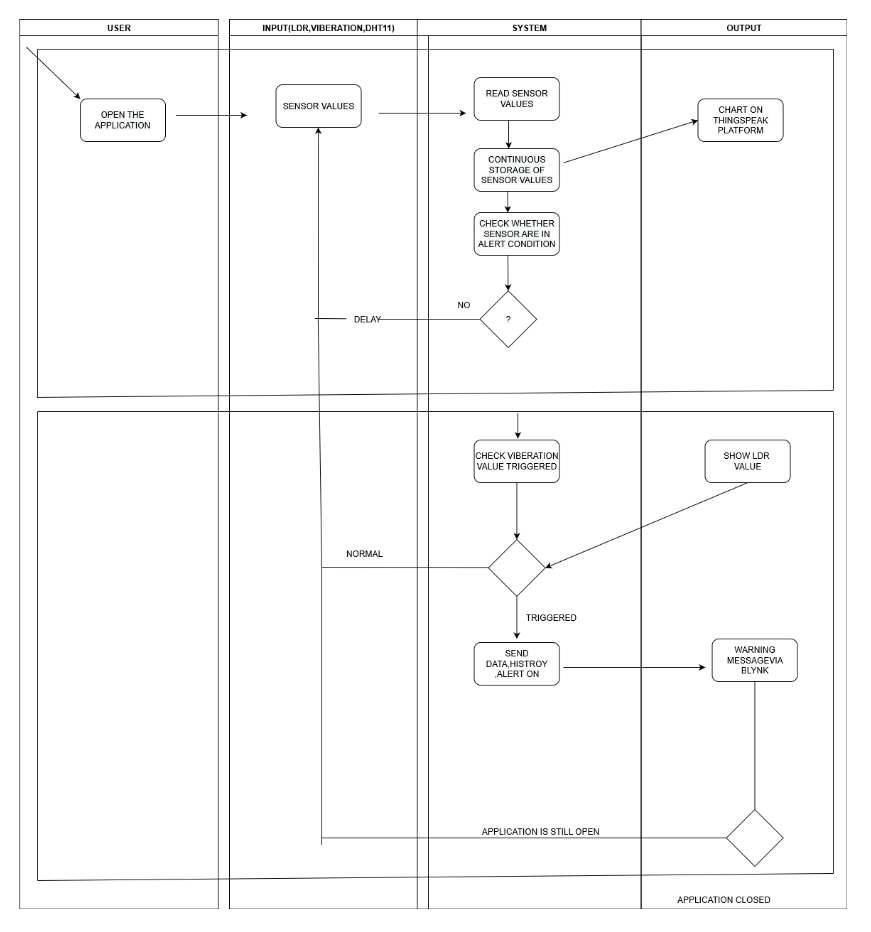 USER
INPUT(LDR,VIBERATION,DHT11)
SYSTEM
OUTPUT
OPEN THE
APPLICATION
SENSOR VALUES
READ SENSOR
VALUES
CHART ON
THINGSPEAK
PLATFORM
CONTINUOUS
STORAGE OF
SENSOR VALUES
CHECK WHETHER
SENSOR ARE IN
ALERT CONDITION
NO
DELAY
?
CHECK VIBERATION
VALUE TRIGGERED
SHOW LDR
VALUE
NORMAL
TRIGGERED
SEND
DATA,HISTROY
,ALERT ON
WARNING
MESSAGEVIA
BLYNK
APPLICATION IS STILL OPEN
APPLICATION CLOSED